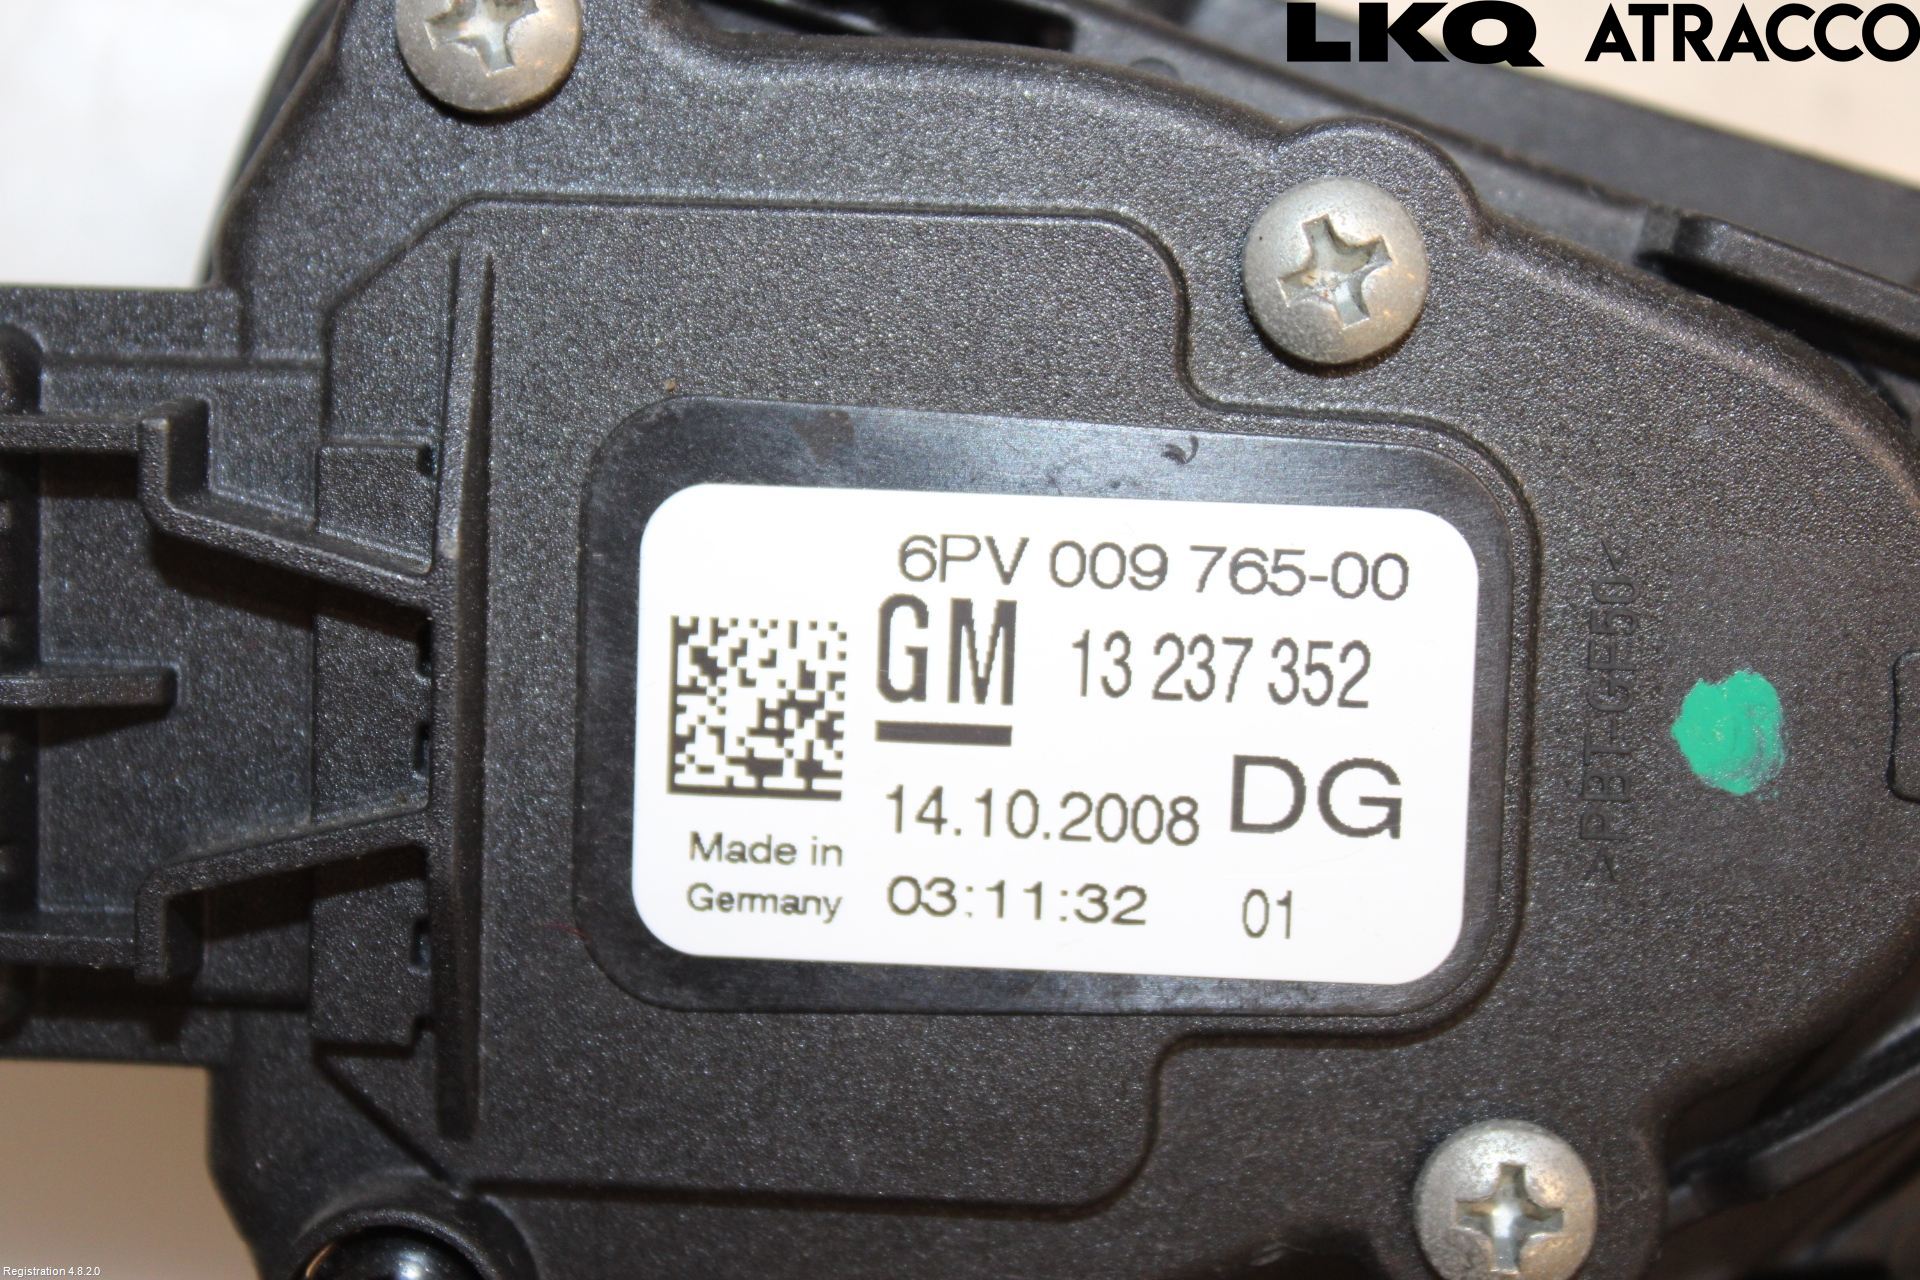 LKQ ATRACCO
6PV 009 765-00
GM 13 237 352
14.10.2008 DG
Made in
Germany
03:11:32 01
>PBT-GF50<
Registration 4.8.2.0